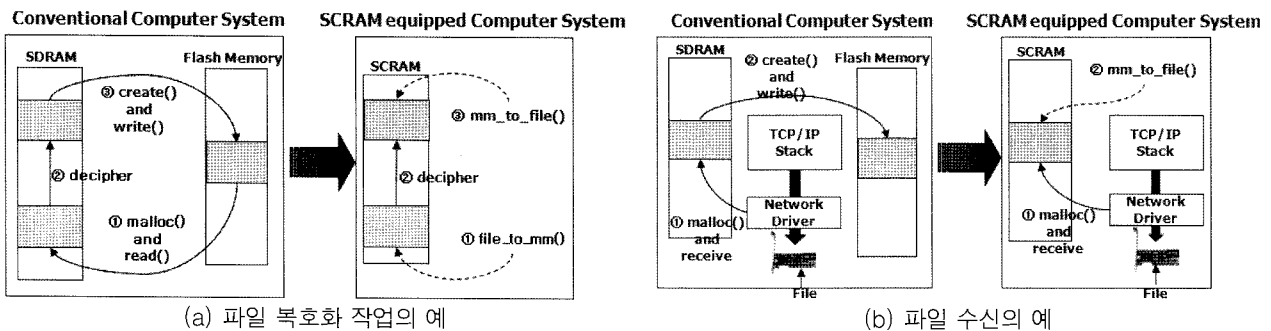 Conventional Computer System
SDRAM
Flash Memory
③ create()
and
write()
② decipher
① malloc()
and
read()
SCRAM equipped Computer System
SCRAM
③ mm_to_file()
② decipher
① file_to_mm()
(a) 파일 복호화 작업의 예
Conventional Computer System
SDRAM
② create()
and
write()
Flash Memory
TCP/IP
Stack
Network
Driver
① malloc()
and
receive
File
SCRAM equipped Computer System
SCRAM
② mm_to_file()
TCP/IP
Stack
Network
Driver
① malloc()
and
receive
File
(b) 파일 수신의 예